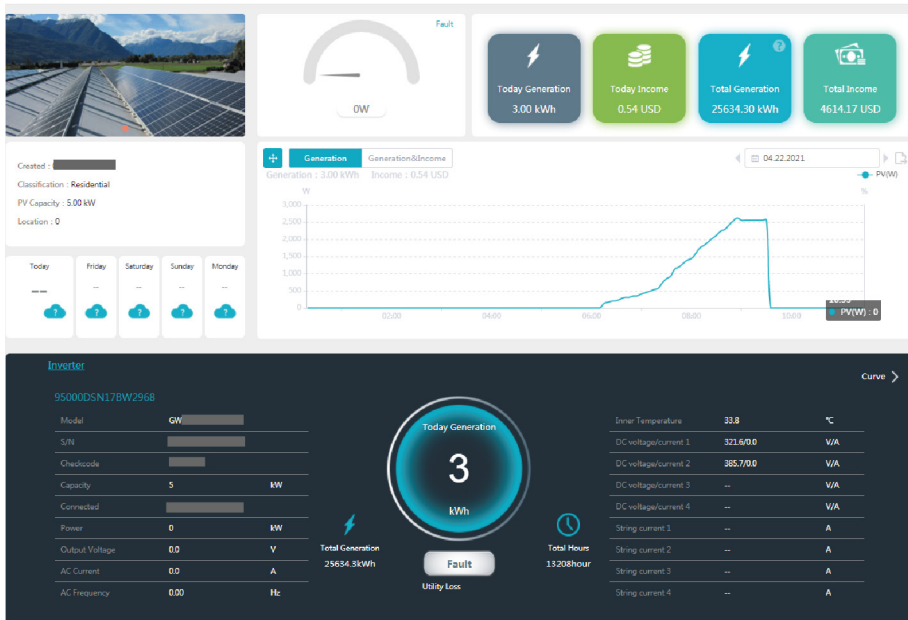 Fault
0W
Today Generation
3.00 kWh
Today Income
0.54 USD
?
Total Generation
25634.30 kWh
Total Income
4614.17 USD
Created :
Classification : Residential
PV Capacity : 5.00 kW
Location : 0
Today Friday Saturday Sunday Monday
-- -- -- -- --
? ? ? ? ?
Generation Generation&Income
04.22.2021
Generation : 3.00 kWh Income : 0.54 USD
PV(W)
W %
3,000
2,500
2,000
1,500
1,000
500
0
02:00 04:00 06:00 08:00 10:00
PV(W) : 0
Inverter
Curve
95000DSN178W2968
Model GW
S/N
Checkcode
Capacity 5 kW
Connected
Power 0 kW
Output Voltage 0.0 V
AC Current 0.0 A
AC Frequency 0.00 Hz
Today Generation
3
kWh
Total Generation
25634.3kWh
Fault
Utility Loss
Total Hours
13208hour
Inner Temperature 33.8 ℃
DC voltage/current 1 321.6/0.0 V/A
DC voltage/current 2 385.7/0.0 V/A
DC voltage/current 3 -- V/A
DC voltage/current 4 -- V/A
String current 1 -- A
String current 2 -- A
String current 3 -- A
String current 4 -- A